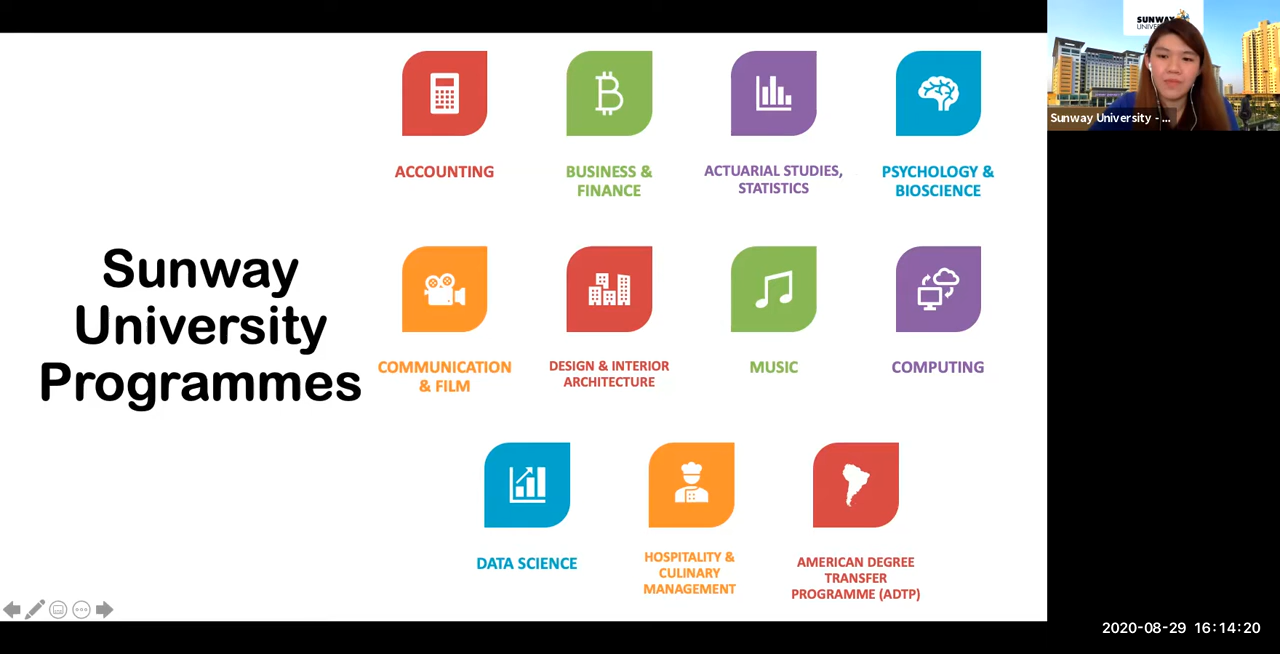 Sunway
University
Programmes
ACCOUNTING
BUSINESS &
FINANCE
ACTUARIAL STUDIES,
STATISTICS
PSYCHOLOGY &
BIOSCIENCE
COMMUNICATION
& FILM
DESIGN & INTERIOR
ARCHITECTURE
MUSIC
COMPUTING
DATA SCIENCE
HOSPITALITY &
CULINARY
MANAGEMENT
AMERICAN DEGREE
TRANSFER
PROGRAMME (ADTP)
SUNWAY
Sunway University - ...
2020-08-29 16:14:20